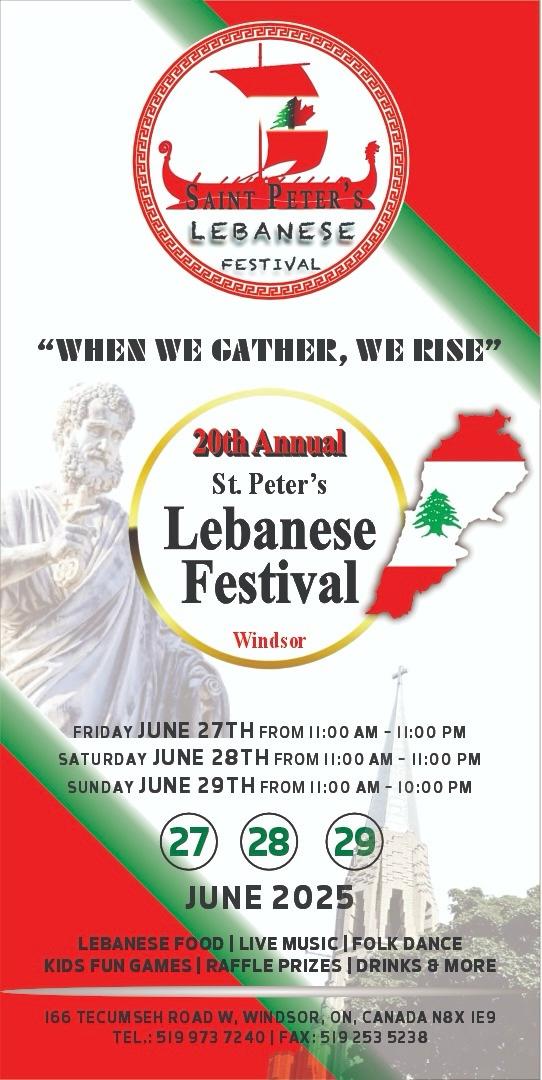 SAINT PETER'S
LEBANESE
FESTIVAL
“WHEN WE GATHER, WE RISE”
20th Annual
St. Peter's
Lebanese
Festival
Windsor
FRIDAY JUNE 27TH FROM 11:00 AM - 11:00 PM
SATURDAY JUNE 28TH FROM 11:00 AM - 11:00 PM
SUNDAY JUNE 29TH FROM 11:00 AM - 10:00 PM
27 28 29
JUNE 2025
LEBANESE FOOD | LIVE MUSIC | FOLK DANCE
KIDS FUN GAMES | RAFFLE PRIZES | DRINKS & MORE
166 TECUMSEH ROAD W, WINDSOR, ON, CANADA N8X 1E9
TEL.: 519 973 7240 | FAX: 519 253 5238